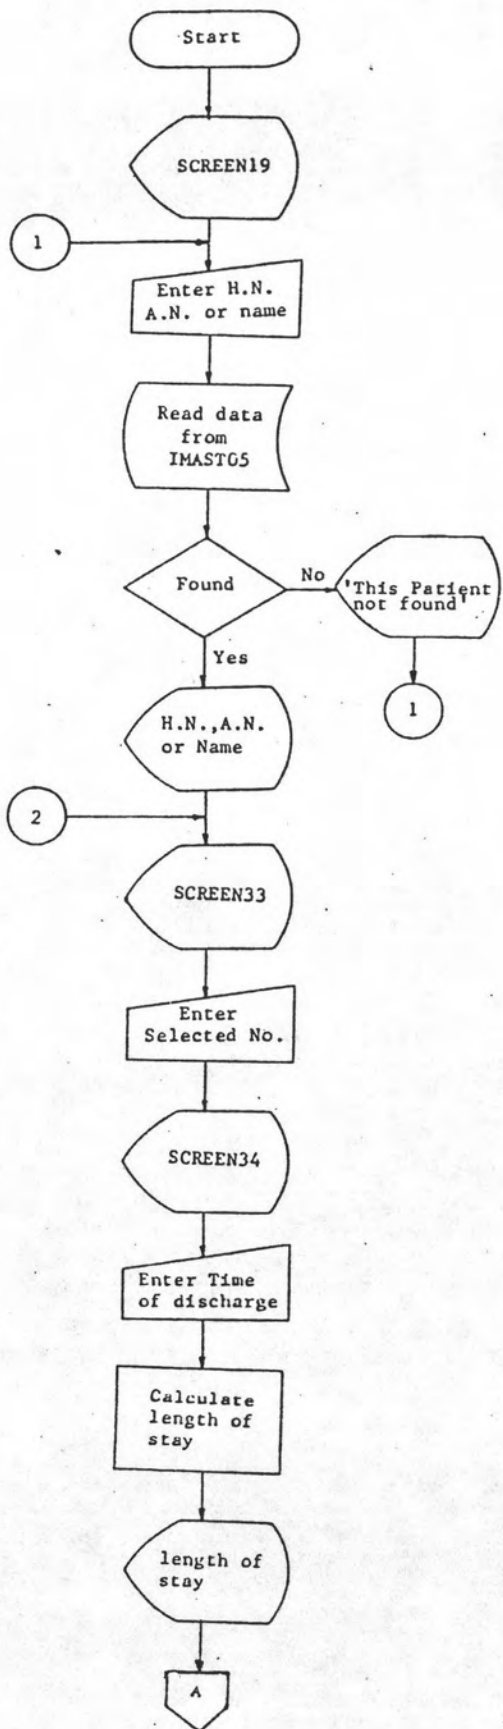 Start
SCREEN19
1
Enter H.N.
A.N. or name
Read data
from
IMAST05
Found
No
'This Patient
not found'
Yes
1
H.N.,A.N.
or Name
2
SCREEN33
Enter
Selected No.
SCREEN34
Enter Time
of discharge
Calculate
length of
stay
length of
stay
A